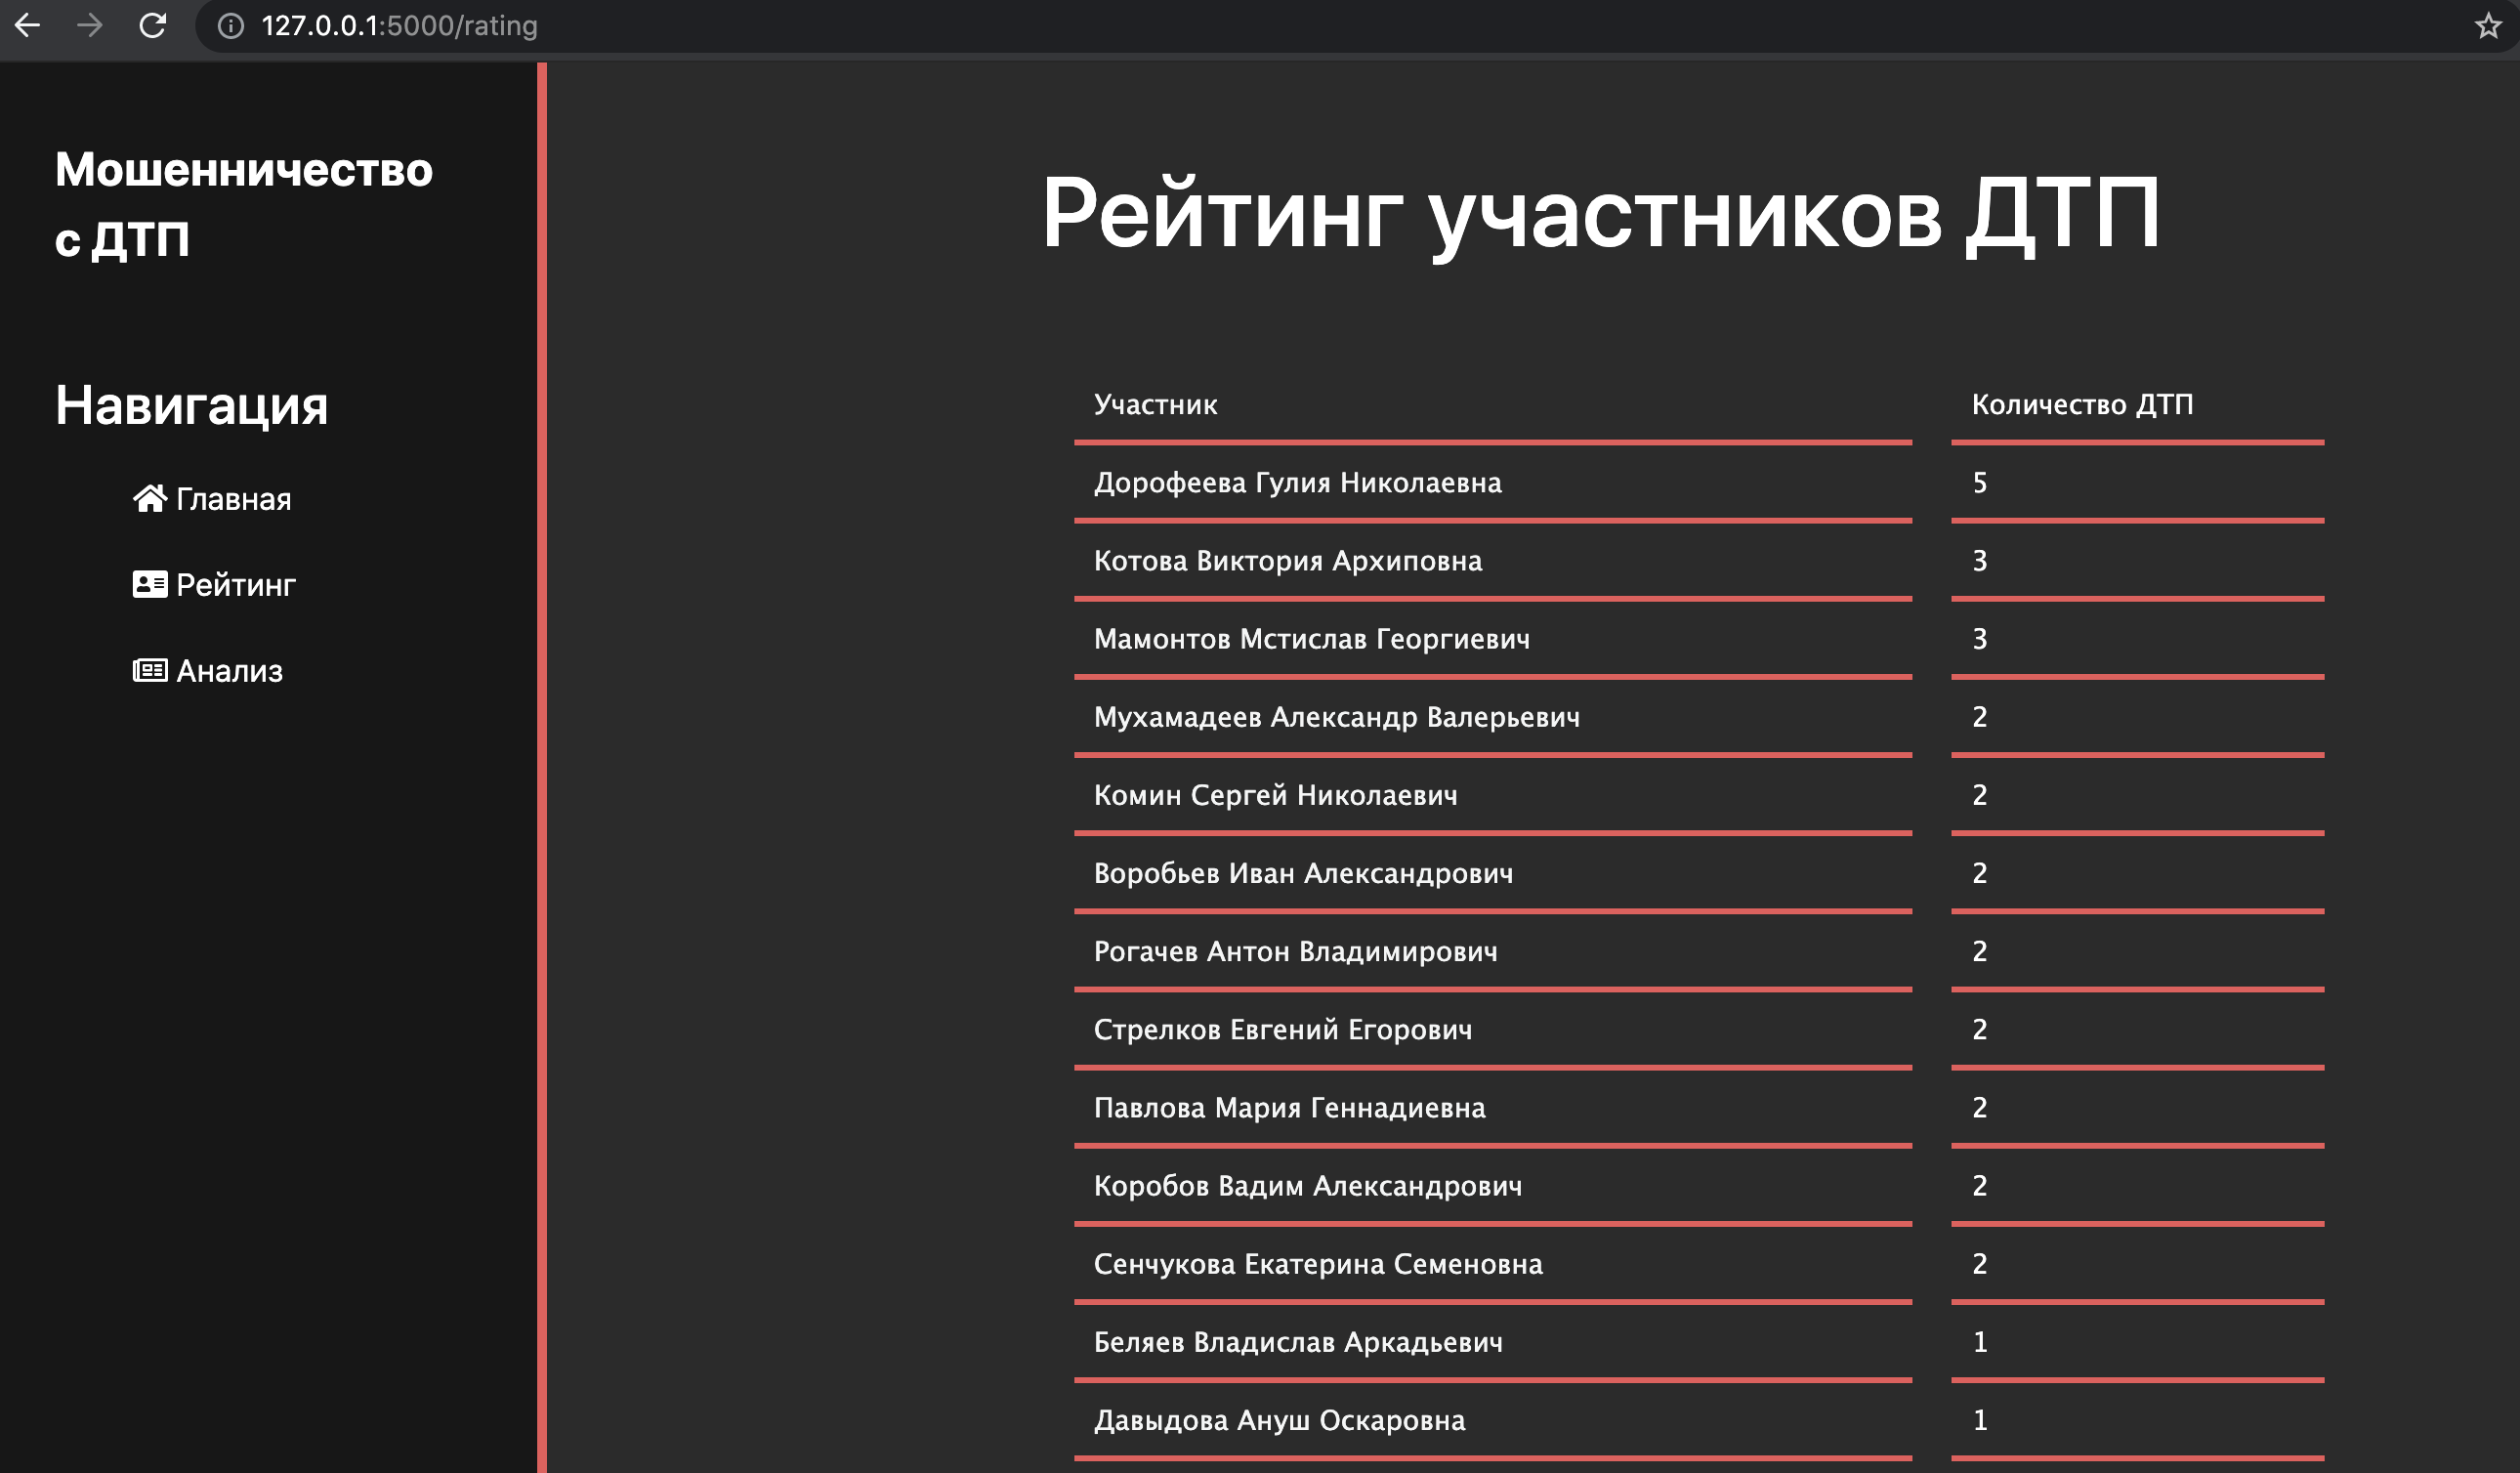 127.0.0.1:5000/rating
Мошенничество
с ДТП
Навигация
Главная
Рейтинг
Анализ
Рейтинг участников ДТП
Участник Количество ДТП
Дорофеева Гулия Николаевна 5
Котова Виктория Архиповна 3
Мамонтов Мстислав Георгиевич 3
Мухамадеев Александр Валерьевич 2
Комин Сергей Николаевич 2
Воробьев Иван Александрович 2
Рогачев Антон Владимирович 2
Стрелков Евгений Егорович 2
Павлова Мария Геннадиевна 2
Коробов Вадим Александрович 2
Сенчукова Екатерина Семеновна 2
Беляев Владислав Аркадьевич 1
Давыдова Ануш Оскаровна 1